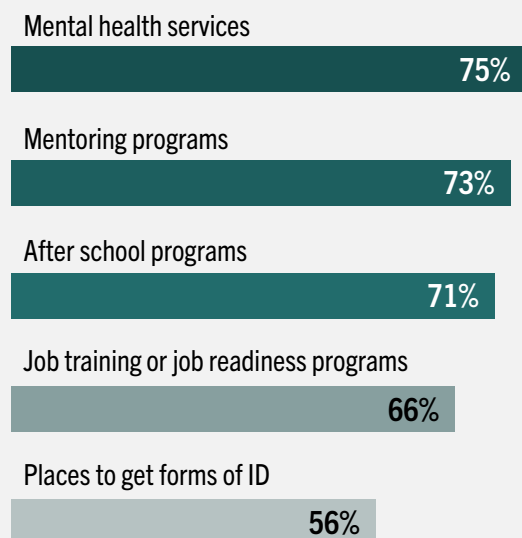 Mental health services
75%
Mentoring programs
73%
After school programs
71%
Job training or job readiness programs
66%
Places to get forms of ID
56%